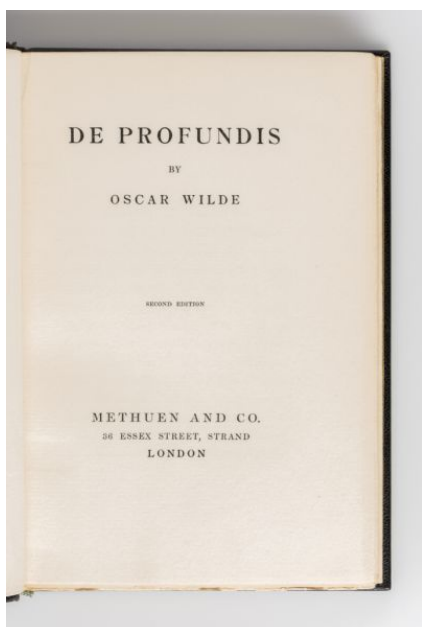 DE PROFUNDIS
BY
OSCAR WILDE
SECOND EDITION
METHUEN AND CO.
36 ESSEX STREET, STRAND
LONDON